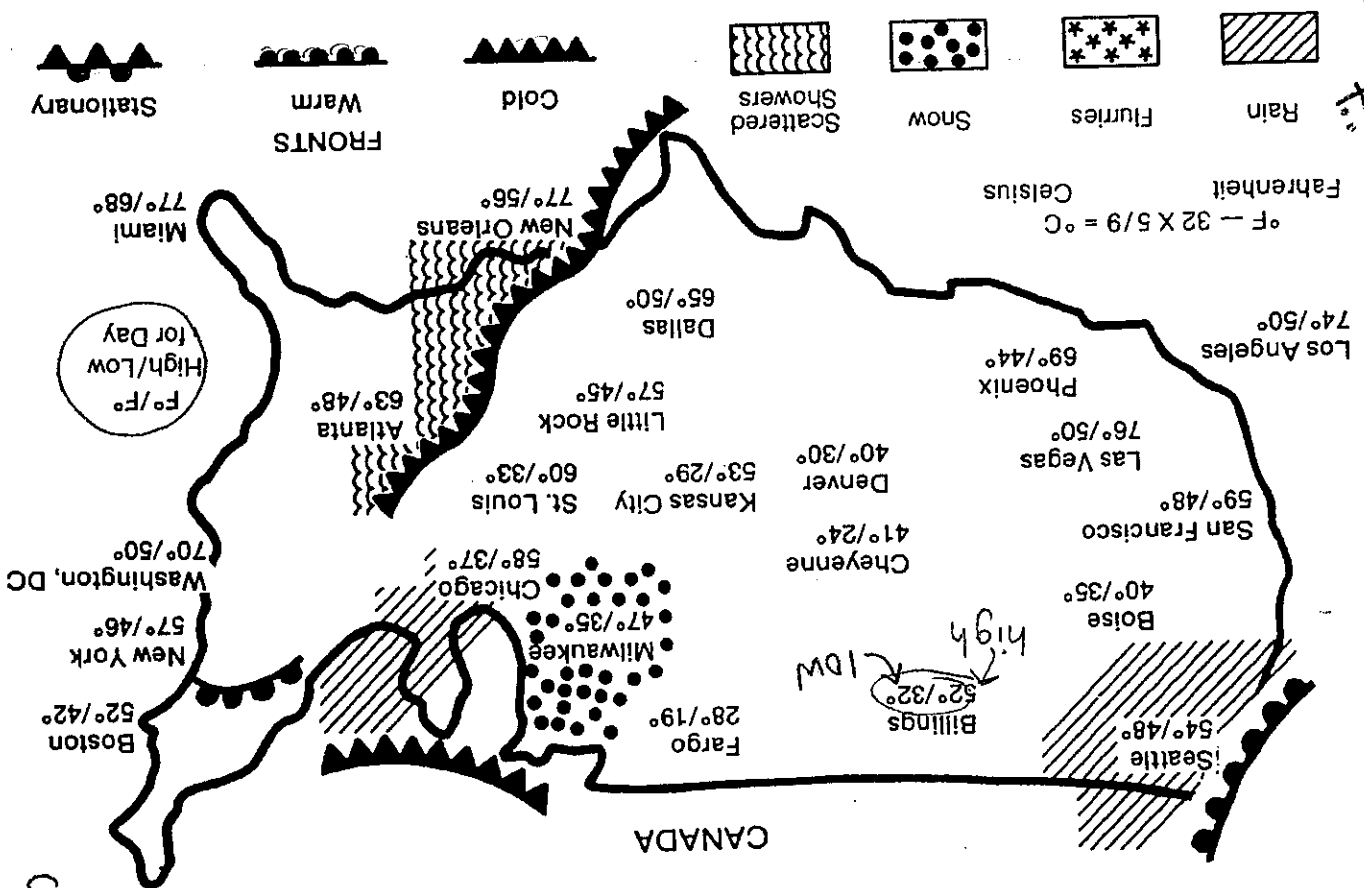 CANADA
Seattle
54°/48°
Billings
52°/32°
low
high
Fargo
28°/19°
Milwaukee
47°/35°
Boston
52°/42°
New York
57°/46°
Washington, DC
70°/50°
Boise
40°/35°
Cheyenne
41°/24°
Chicago
58°/37°
San Francisco
59°/48°
Denver
40°/30°
Kansas City
53°/29°
St. Louis
60°/33°
Las Vegas
76°/50°
Phoenix
69°/44°
Little Rock
57°/45°
Atlanta
63°/48°
F°/F°
High/Low
for Day
Los Angeles
74°/50°
Dallas
65°/50°
New Orleans
77°/56°
Miami
77°/68°
°F — 32 X 5/9 = °C
Fahrenheit Celsius
FRONTS
Rain
Flurries
Snow
Scattered
Showers
Cold
Warm
Stationary